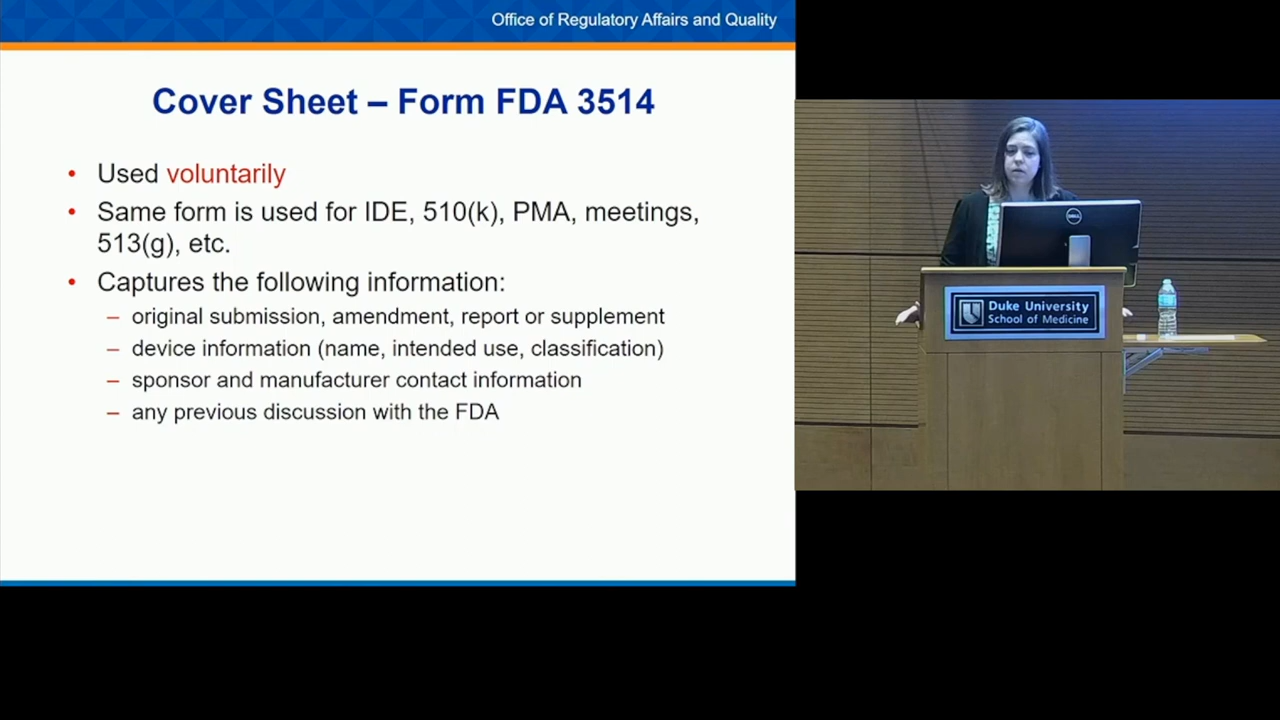 Office of Regulatory Affairs and Quality
Cover Sheet – Form FDA 3514
• Used voluntarily
• Same form is used for IDE, 510(k), PMA, meetings,
513(g), etc.
• Captures the following information:
– original submission, amendment, report or supplement
– device information (name, intended use, classification)
– sponsor and manufacturer contact information
– any previous discussion with the FDA
DELL
Duke University
School of Medicine